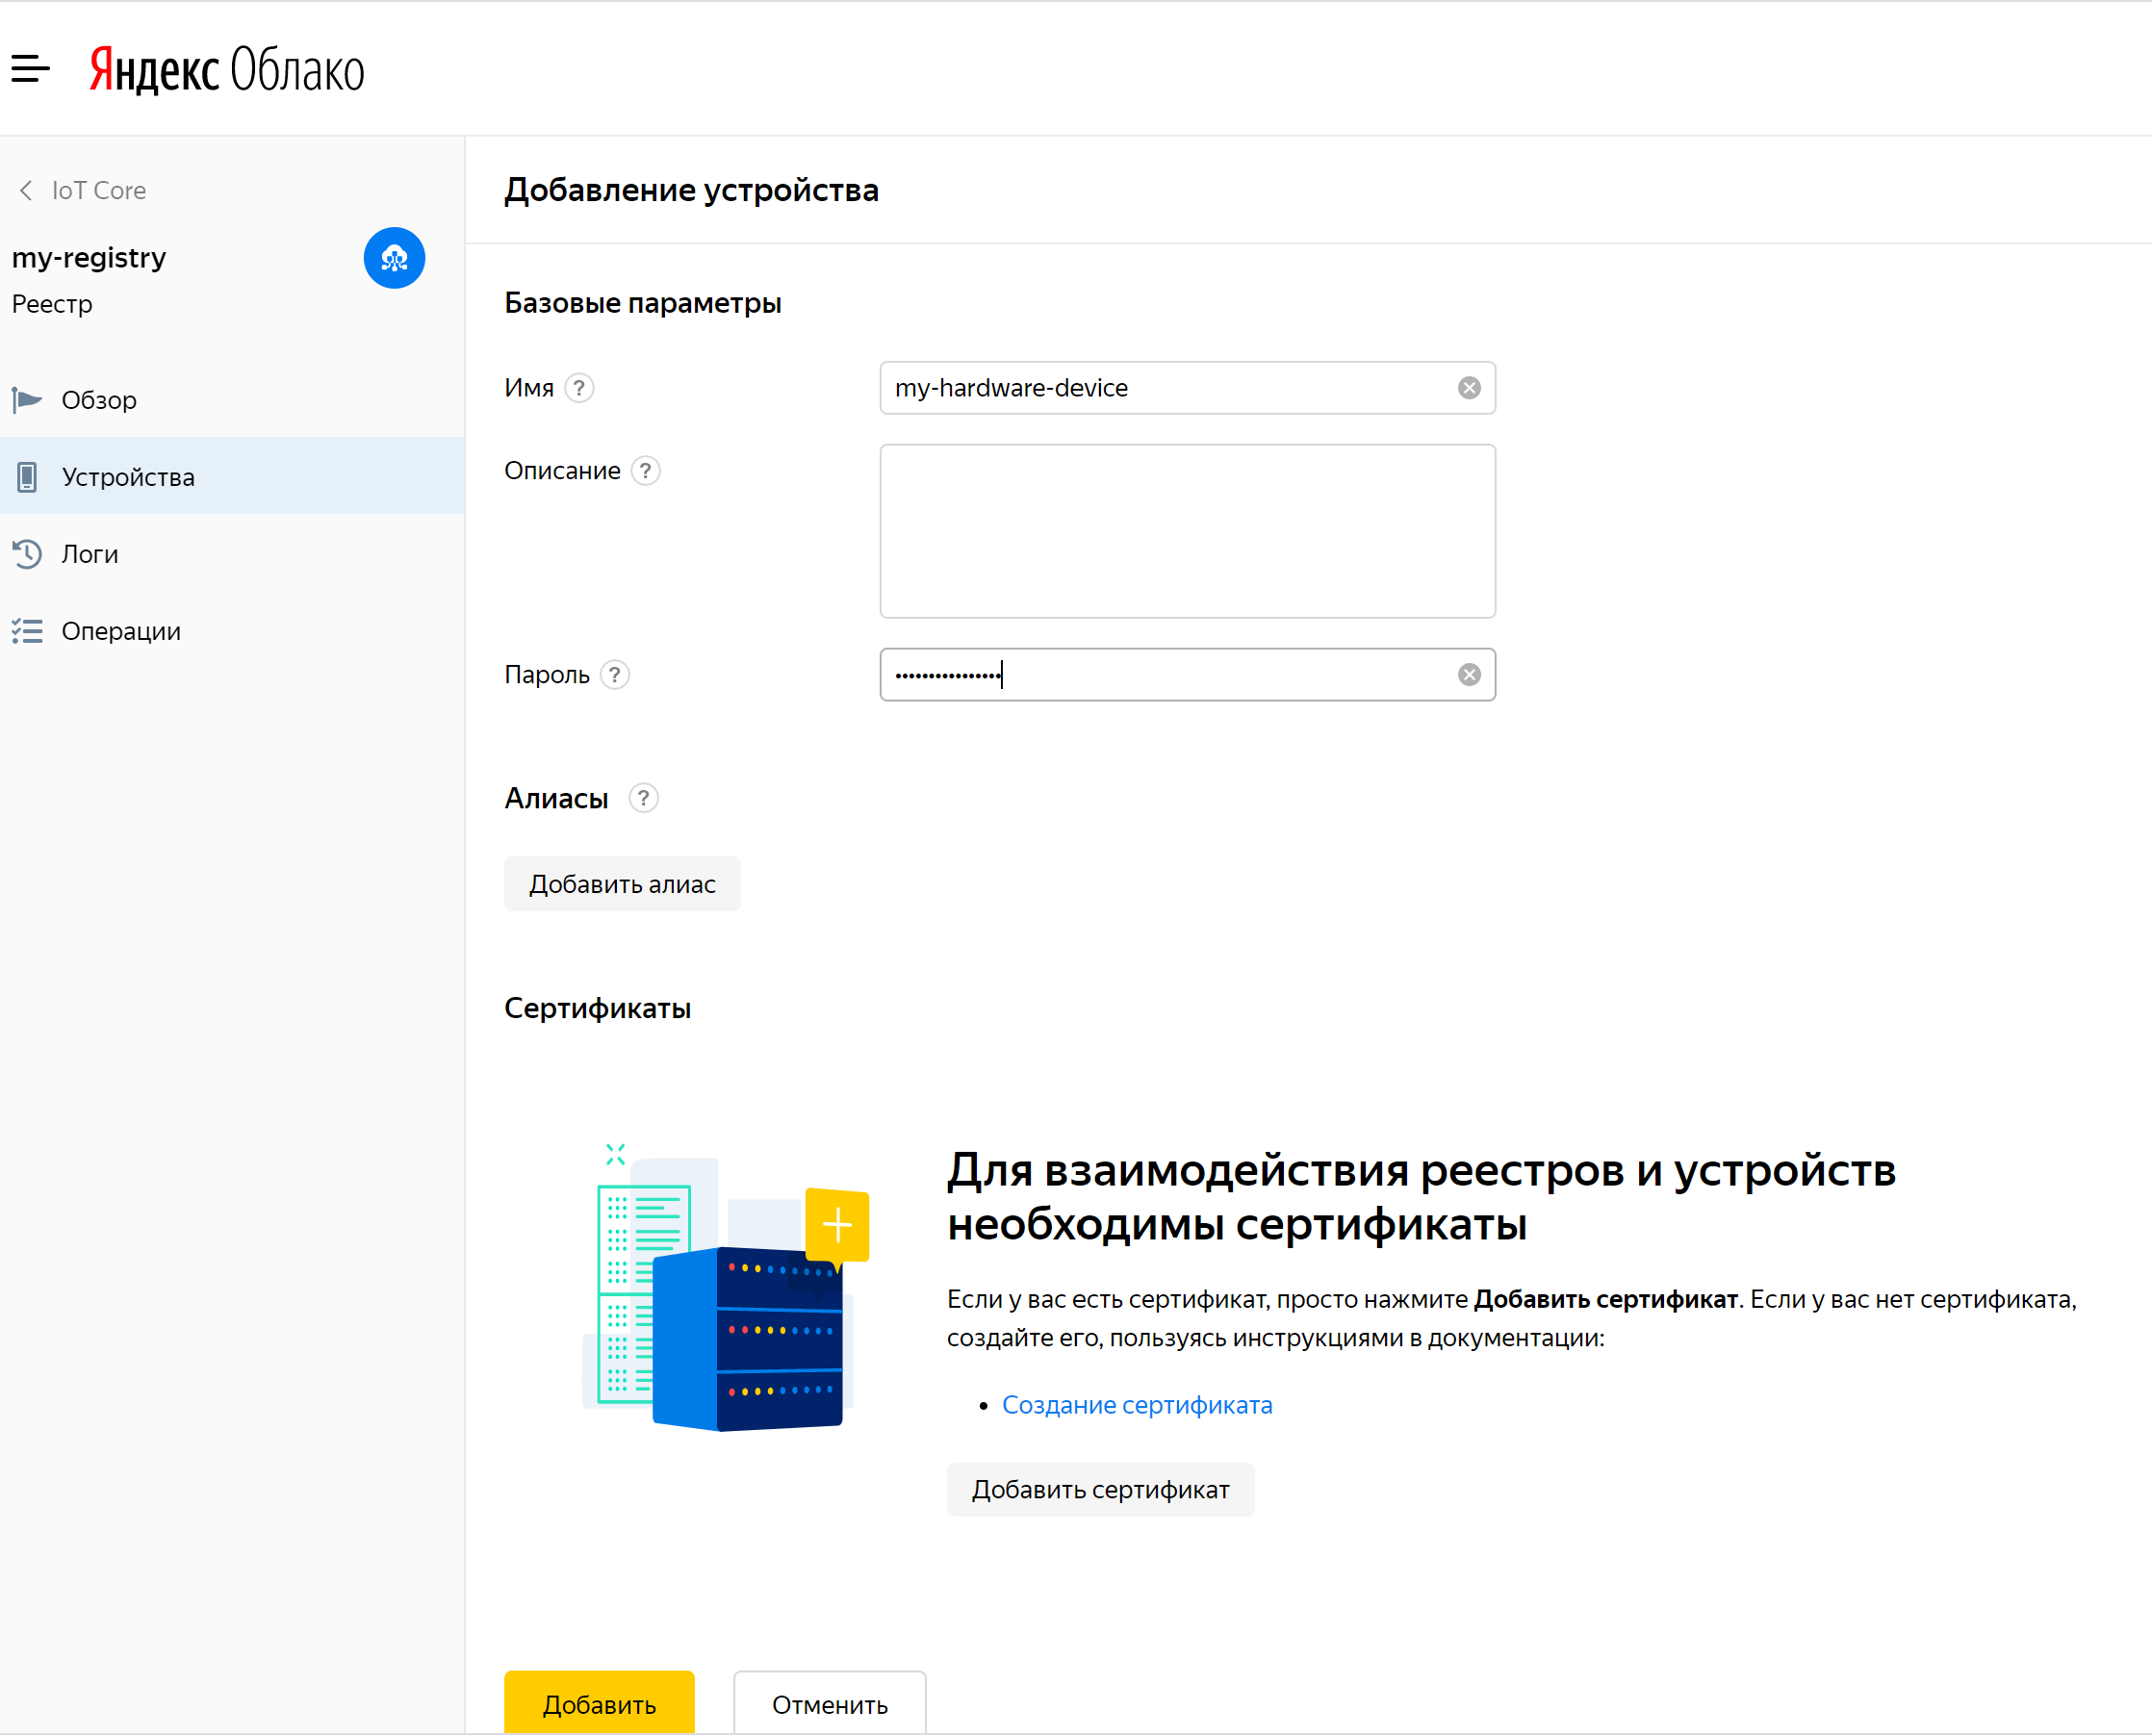 Яндекс Облако
IoT Core
my-registry
Реестр
Обзор
Устройства
Логи
Операции
Добавление устройства
Базовые параметры
Имя ?
my-hardware-device
Описание ?
Пароль ?
••••••••••••••••
Алиасы ?
Добавить алиас
Сертификаты
Для взаимодействия реестров и устройств
необходимы сертификаты
Если у вас есть сертификат, просто нажмите Добавить сертификат. Если у вас нет сертификата,
создайте его, пользуясь инструкциями в документации:
• Создание сертификата
Добавить сертификат
Добавить
Отменить